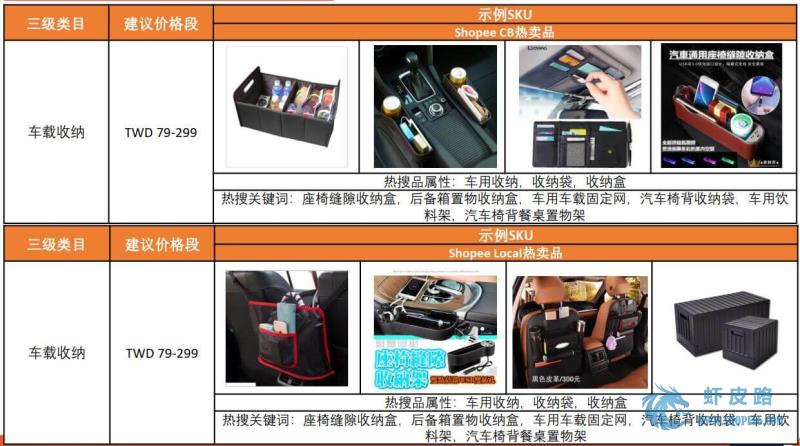 三级类目
建议价格段
示例SKU
Shopee CB热卖品
车载收纳
TWD 79-299
汽車通用座椅縫隙收納盒
热搜品属性：车用收纳，收纳袋，收纳盒
热搜关键词：座椅缝隙收纳盒，后备箱置物收纳盒，车用车载固定网，汽车椅背收纳袋，车用饮
料架，汽车椅背餐桌置物架
三级类目
建议价格段
示例SKU
Shopee Local热卖品
车载收纳
TWD 79-299
座椅縫隙
收納架
黑色皮革/300元
热搜品属性：车用收纳，收纳袋，收纳盒
热搜关键词：座椅缝隙收纳盒，后备箱置物收纳盒，车用车载固定网，汽车椅背收纳袋，车用饮
料架，汽车椅背餐桌置物架
虾皮路